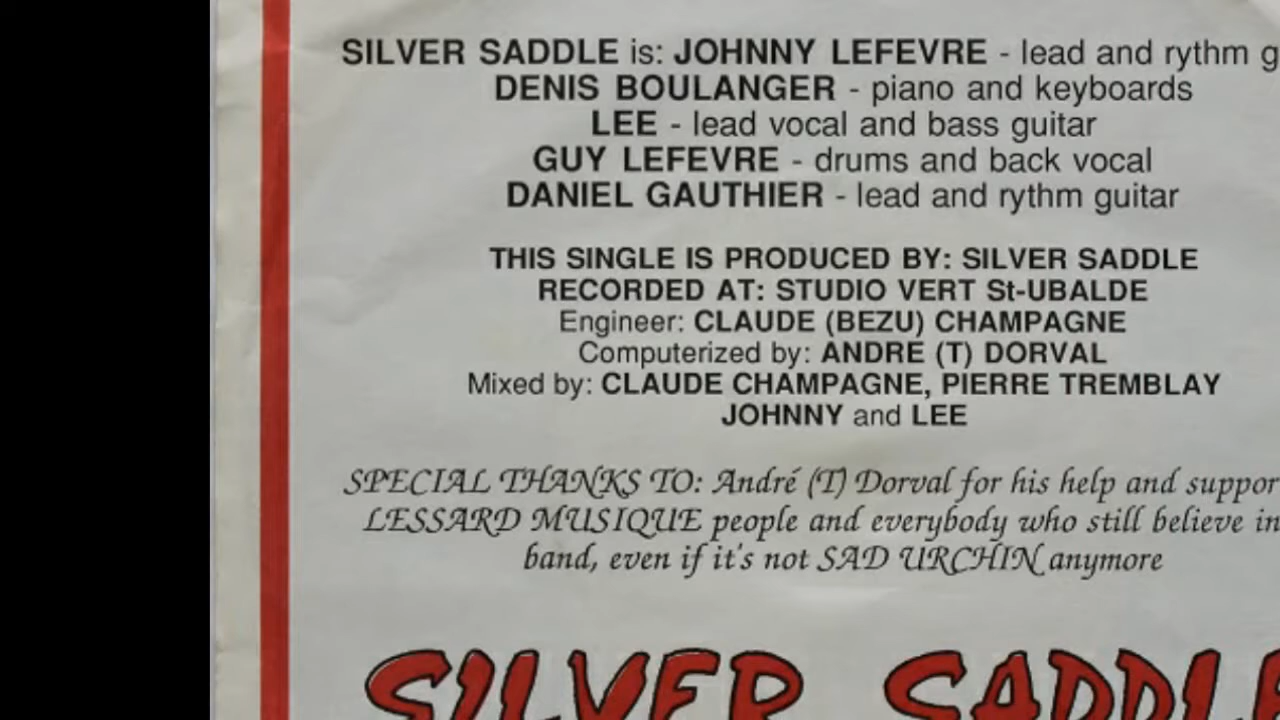 SILVER SADDLE is: JOHNNY LEFEVRE - lead and rythm g
DENIS BOULANGER - piano and keyboards
LEE - lead vocal and bass guitar
GUY LEFEVRE - drums and back vocal
DANIEL GAUTHIER - lead and rythm guitar
THIS SINGLE IS PRODUCED BY: SILVER SADDLE
RECORDED AT: STUDIO VERT St-UBALDE
Engineer: CLAUDE (BEZU) CHAMPAGNE
Computerized by: ANDRE (T) DORVAL
Mixed by: CLAUDE CHAMPAGNE, PIERRE TREMBLAY
JOHNNY and LEE
SPECIAL THANKS TO: André (T) Dorval for his help and suppor
LESSARD MUSIQUE people and everybody who still believe in
band, even if it's not SAD URCHIN anymore
SILVER SADDLE